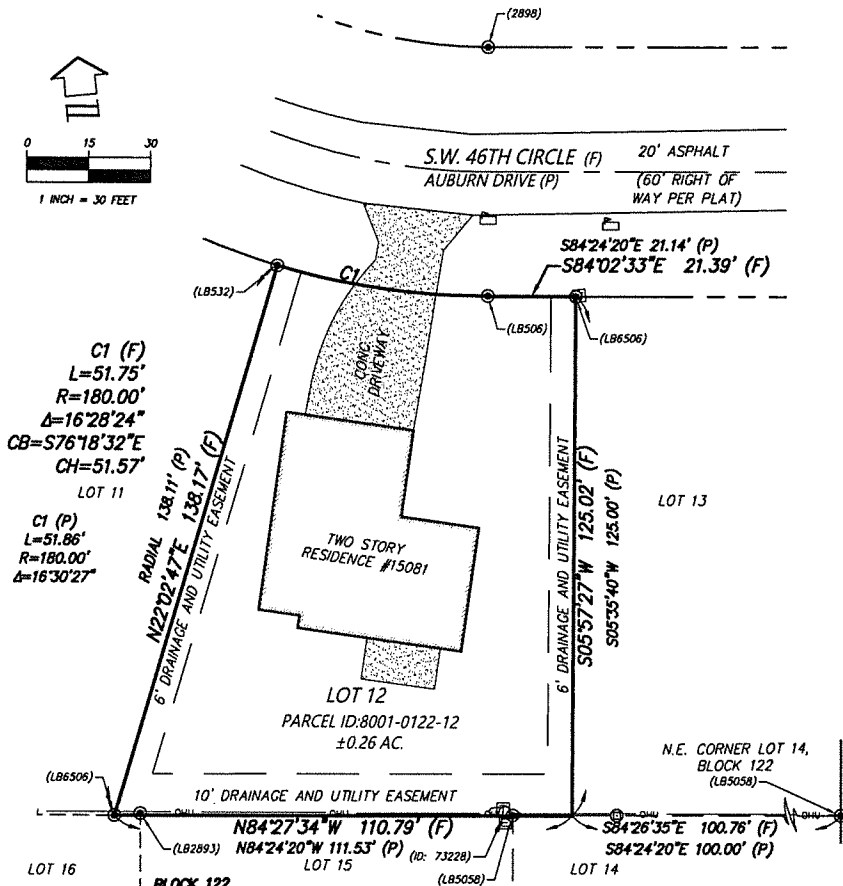 (2898)
0 15 30
1 INCH = 30 FEET
S.W. 46TH CIRCLE (F)
AUBURN DRIVE (P)
20' ASPHALT
(60' RIGHT OF
WAY PER PLAT)
S84°24'20"E 21.14' (P)
S84°02'33"E 21.39' (F)
C1
(LB532)
(LB506)
(LB6506)
CONC.
DRIVEWAY
C1 (F)
L=51.75'
R=180.00'
Δ=16°28'24"
CB=S76°18'32"E
CH=51.57'
LOT 11
C1 (P)
L=51.86'
R=180.00'
Δ=16°30'27"
RADIAL 138.11' (P)
N22°02'47"E 138.17' (F)
6' DRAINAGE AND UTILITY EASEMENT
TWO STORY
RESIDENCE #15081
6' DRAINAGE AND UTILITY EASEMENT
S05°57'27"W 125.02' (F)
S05°35'40"W 125.00' (P)
LOT 13
LOT 12
PARCEL ID:8001-0122-12
±0.26 AC.
N.E. CORNER LOT 14,
BLOCK 122
(LB5058)
(LB6506)
10' DRAINAGE AND UTILITY EASEMENT
OHU
OHU
OHU
N84°27'34"W 110.79' (F)
S84°26'35"E 100.76' (F)
(LB2893)
N84°24'20"W 111.53' (P)
(ID: 73228)
S84°24'20"E 100.00' (P)
LOT 16
LOT 15
LOT 14
(LB5058)
BLOCK 122